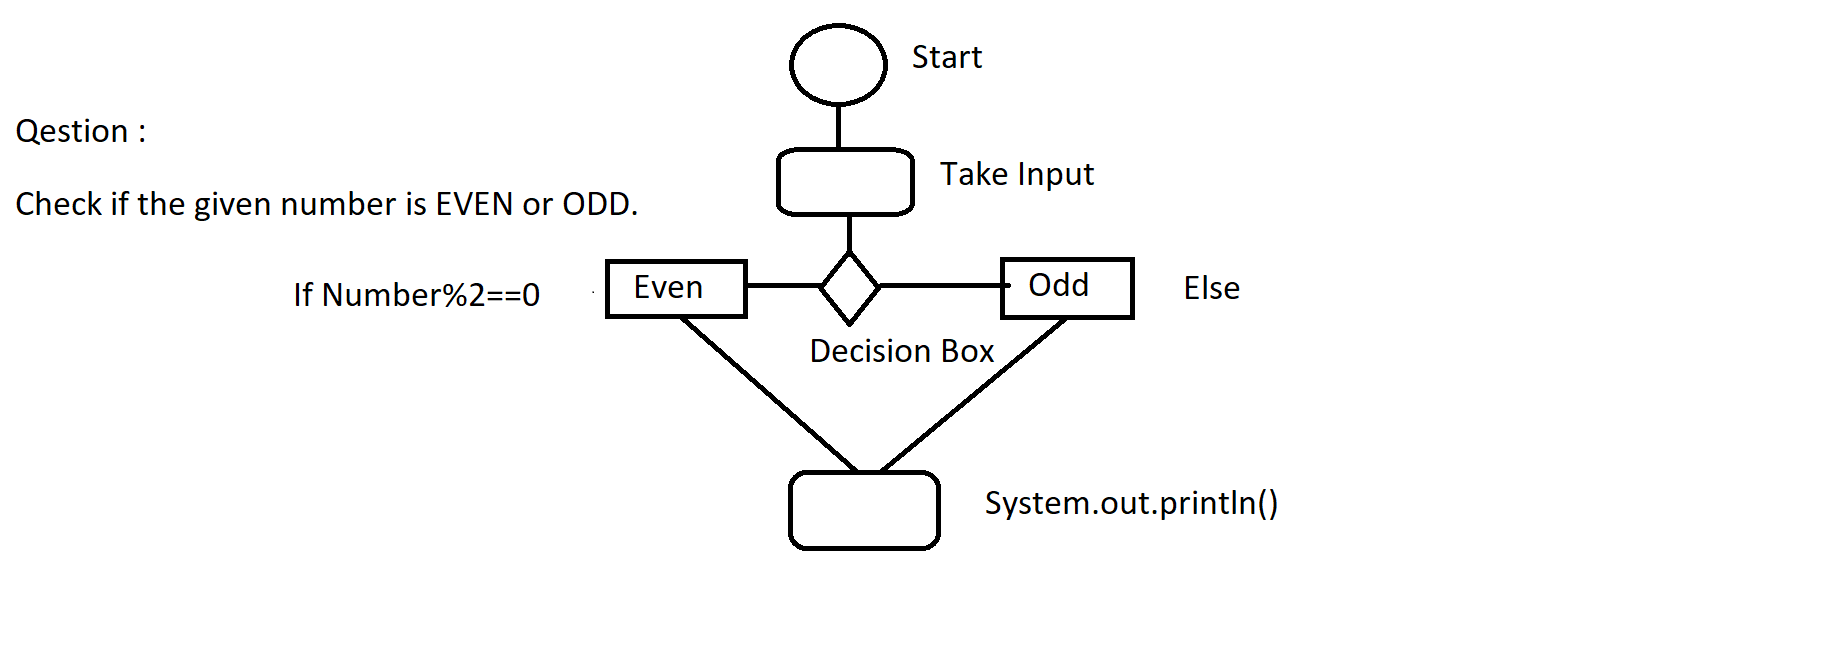 Start
Qestion :
Take Input
Check if the given number is EVEN or ODD.
If Number%2==0
Even
Odd
Else
Decision Box
System.out.println()